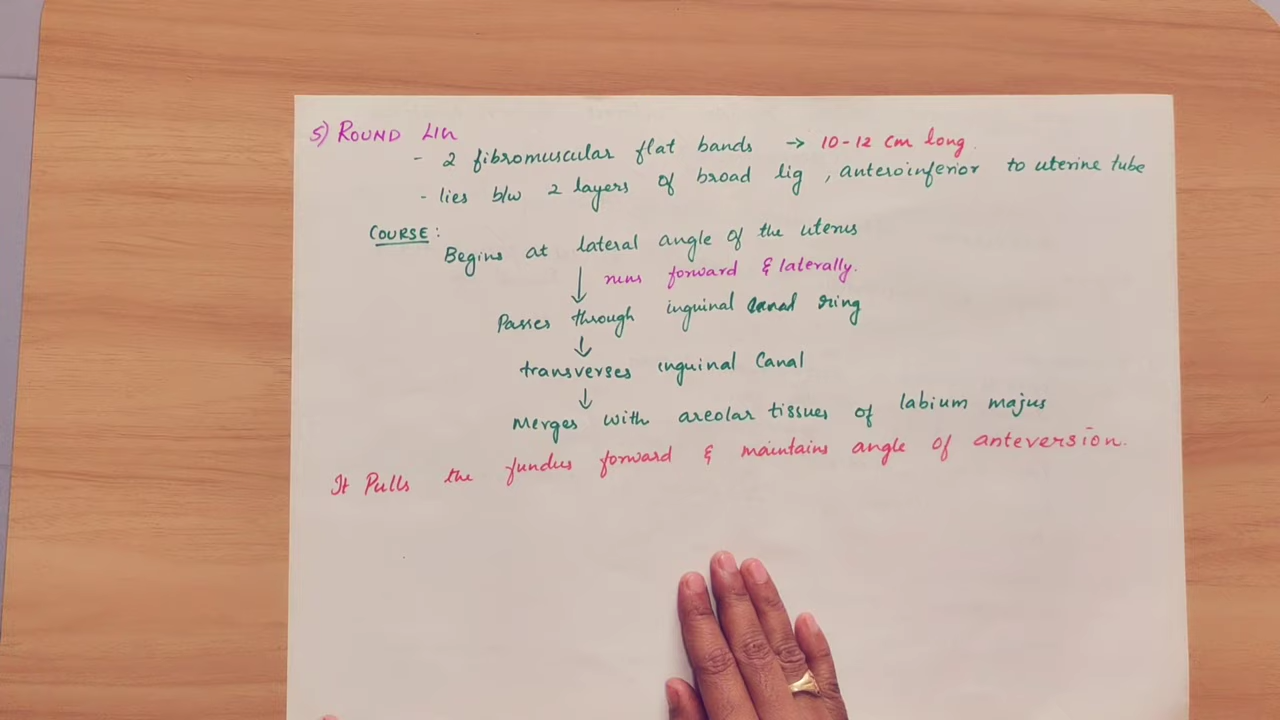 5) ROUND LIG
- 2 fibromuscular flat bands → 10-12 cm long
- lies b/w 2 layers of broad lig , anteroinferior to uterine tube
COURSE:
Begins at lateral angle of the uterus
↓ runs forward & laterally.
Passes through inguinal canal ring
↓
transverses inguinal Canal
↓
Merges with areolar tissues of labium majus
It Pulls the fundus forward & maintains angle of anteversion.